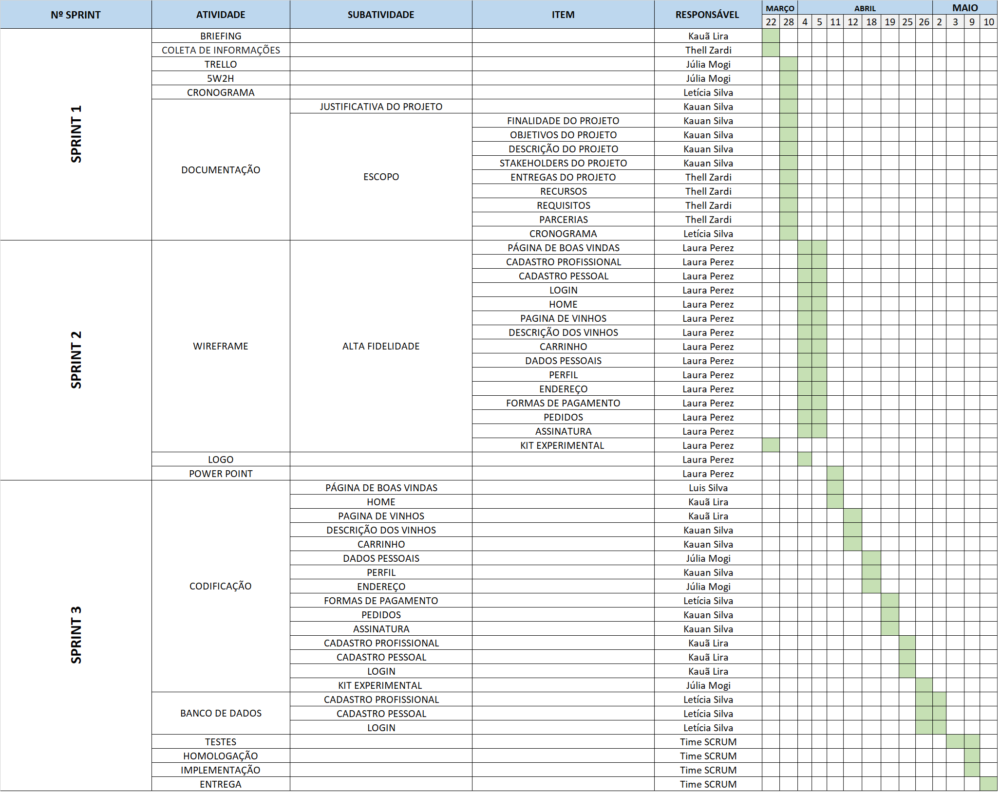 Nº SPRINT ATIVIDADE SUBATIVIDADE ITEM RESPONSÁVEL MARÇO ABRIL MAIO
22 28 4 5 11 12 18 19 25 26 2 3 9 10
SPRINT 1
BRIEFING Kauã Lira
COLETA DE INFORMAÇÕES Thell Zardi
TRELLO Júlia Mogi
5W2H Júlia Mogi
CRONOGRAMA Letícia Silva
DOCUMENTAÇÃO
JUSTIFICATIVA DO PROJETO Kauan Silva
ESCOPO
FINALIDADE DO PROJETO Kauan Silva
OBJETIVOS DO PROJETO Kauan Silva
DESCRIÇÃO DO PROJETO Kauan Silva
STAKEHOLDERS DO PROJETO Kauan Silva
ENTREGAS DO PROJETO Thell Zardi
RECURSOS Thell Zardi
REQUISITOS Thell Zardi
PARCERIAS Thell Zardi
CRONOGRAMA Letícia Silva
SPRINT 2
WIREFRAME
ALTA FIDELIDADE
PÁGINA DE BOAS VINDAS Laura Perez
CADASTRO PROFISSIONAL Laura Perez
CADASTRO PESSOAL Laura Perez
LOGIN Laura Perez
HOME Laura Perez
PAGINA DE VINHOS Laura Perez
DESCRIÇÃO DOS VINHOS Laura Perez
CARRINHO Laura Perez
DADOS PESSOAIS Laura Perez
PERFIL Laura Perez
ENDEREÇO Laura Perez
FORMAS DE PAGAMENTO Laura Perez
PEDIDOS Laura Perez
ASSINATURA Laura Perez
KIT EXPERIMENTAL Laura Perez
LOGO Laura Perez
POWER POINT Laura Perez
SPRINT 3
CODIFICAÇÃO
PÁGINA DE BOAS VINDAS Luis Silva
HOME Kauã Lira
PAGINA DE VINHOS Kauã Lira
DESCRIÇÃO DOS VINHOS Kauan Silva
CARRINHO Kauan Silva
DADOS PESSOAIS Júlia Mogi
PERFIL Kauan Silva
ENDEREÇO Júlia Mogi
FORMAS DE PAGAMENTO Letícia Silva
PEDIDOS Kauan Silva
ASSINATURA Kauan Silva
CADASTRO PROFISSIONAL Kauã Lira
CADASTRO PESSOAL Kauã Lira
LOGIN Kauã Lira
KIT EXPERIMENTAL Júlia Mogi
BANCO DE DADOS
CADASTRO PROFISSIONAL Letícia Silva
CADASTRO PESSOAL Letícia Silva
LOGIN Letícia Silva
TESTES Time SCRUM
HOMOLOGAÇÃO Time SCRUM
IMPLEMENTAÇÃO Time SCRUM
ENTREGA Time SCRUM